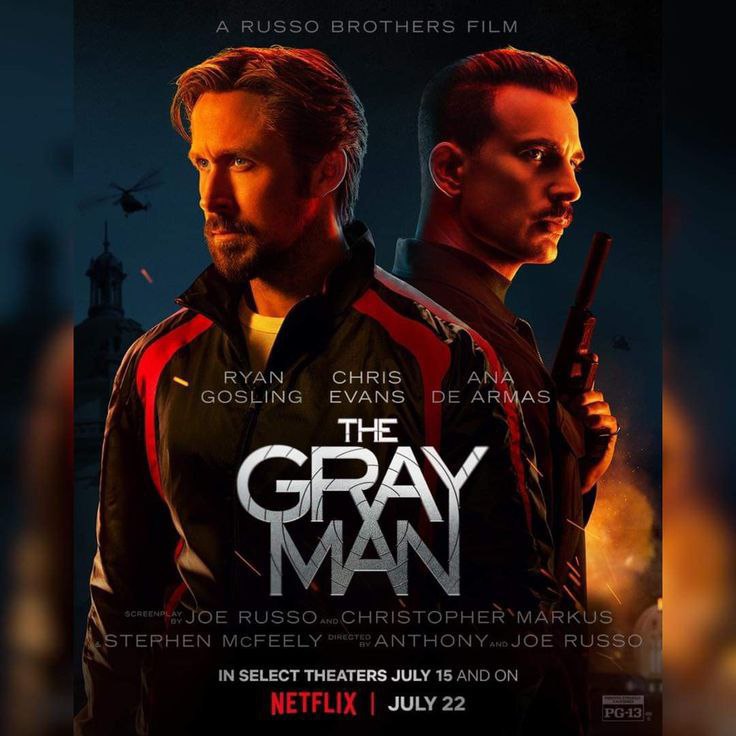 A RUSSO BROTHERS FILM
RYAN CHRIS ANA
GOSLING EVANS DE ARMAS
THE
GRAY
MAN
SCREENPLAY BY JOE RUSSO AND CHRISTOPHER MARKUS
& STEPHEN McFEELY DIRECTED BY ANTHONY AND JOE RUSSO
IN SELECT THEATERS JULY 15 AND ON
NETFLIX | JULY 22
PG-13